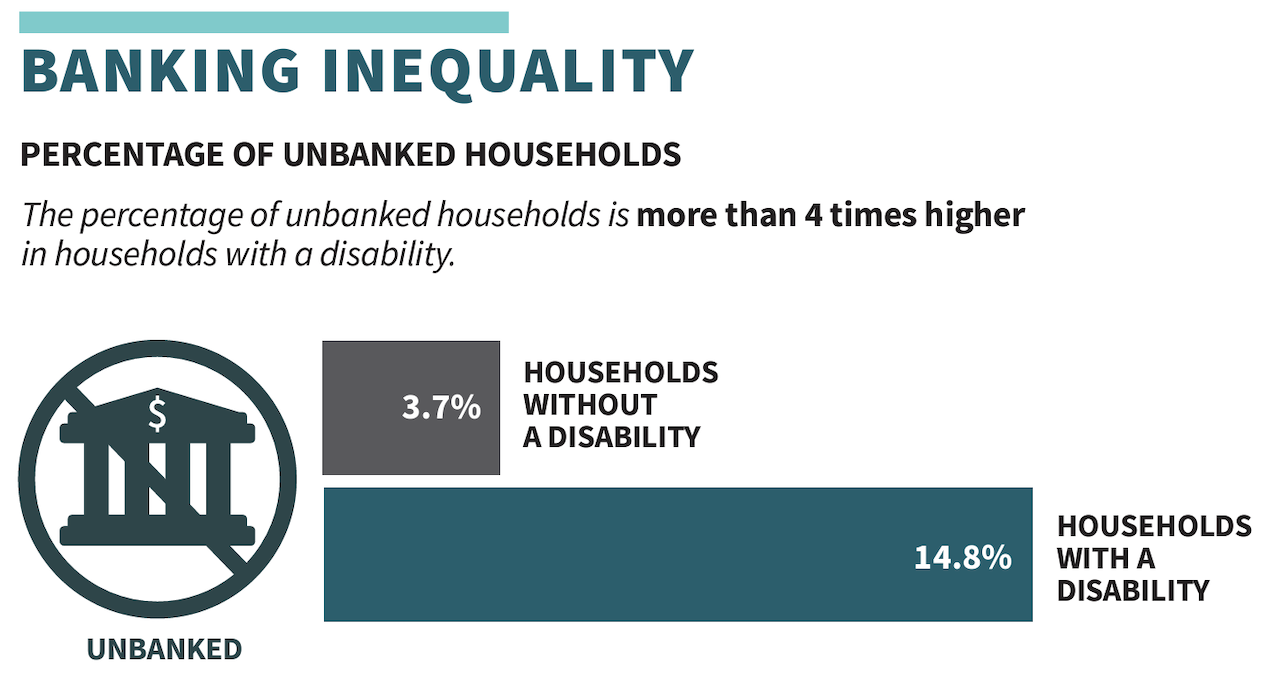 BANKING INEQUALITY
PERCENTAGE OF UNBANKED HOUSEHOLDS
The percentage of unbanked households is more than 4 times higher
in households with a disability.
$
UNBANKED
3.7%
HOUSEHOLDS
WITHOUT
A DISABILITY
14.8%
HOUSEHOLDS
WITH A
DISABILITY